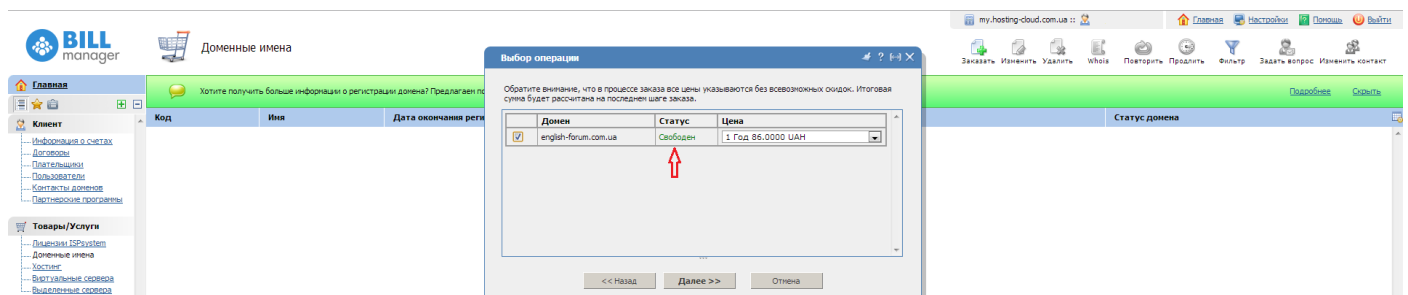 my.hosting-cloud.com.ua ::
Главная Настройки Помощь Выйти
BILL
manager
Доменные имена
Заказать Изменить Удалить Whois Повторить Продлить Фильтр Задать вопрос Изменить контакт
Главная
Хотите получить больше информации о регистрации домена? Предлагаем по
Подробнее Скрыть
Код Имя Дата окончания реги Статус домена
Клиент
Информация о счетах
Договоры
Плательщики
Пользователи
Контакты доменов
Партнерские программы
Товары/Услуги
Лицензии ISPsystem
Доменные имена
Хостинг
Виртуальные сервера
Выделенные сервера
Выбор операции
Обратите внимание, что в процессе заказа все цены указываются без всевозможных скидок. Итоговая
сумма будет рассчитана на последнем шаге заказа.
Домен Статус Цена
english-forum.com.ua Свободен 1 Год 86.0000 UAH
<< Назад Далее >> Отмена